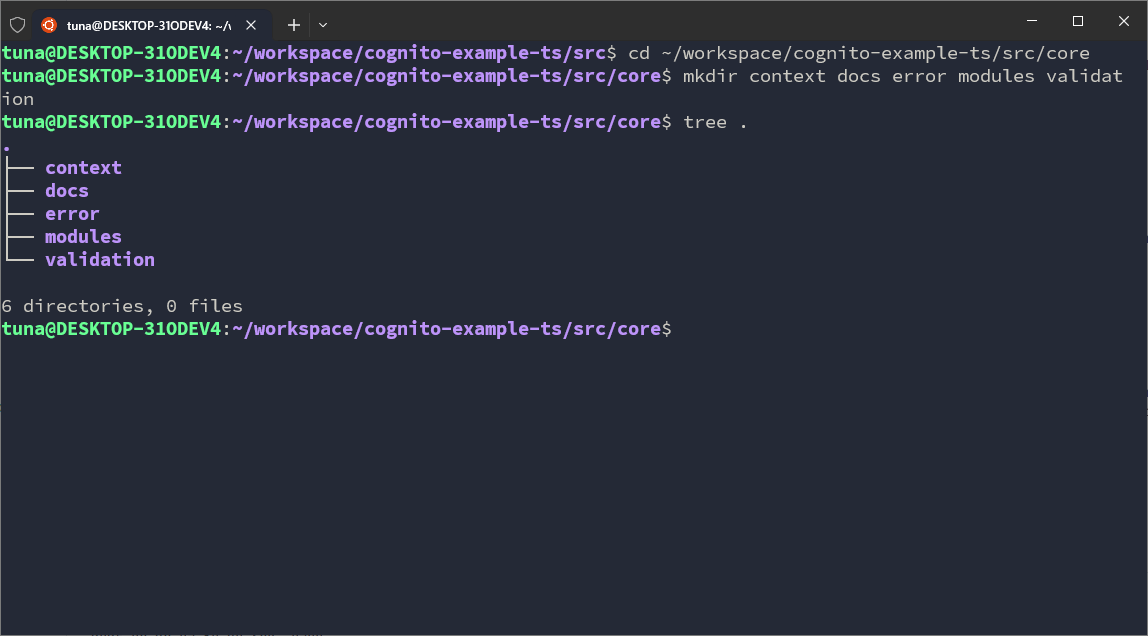 tuna@DESKTOP-31ODEV4: ~/v
tuna@DESKTOP-31ODEV4:~/workspace/cognito-example-ts/src$ cd ~/workspace/cognito-example-ts/src/core
tuna@DESKTOP-31ODEV4:~/workspace/cognito-example-ts/src/core$ mkdir context docs error modules validat
ion
tuna@DESKTOP-31ODEV4:~/workspace/cognito-example-ts/src/core$ tree .
.
├── context
├── docs
├── error
├── modules
└── validation
6 directories, 0 files
tuna@DESKTOP-31ODEV4:~/workspace/cognito-example-ts/src/core$